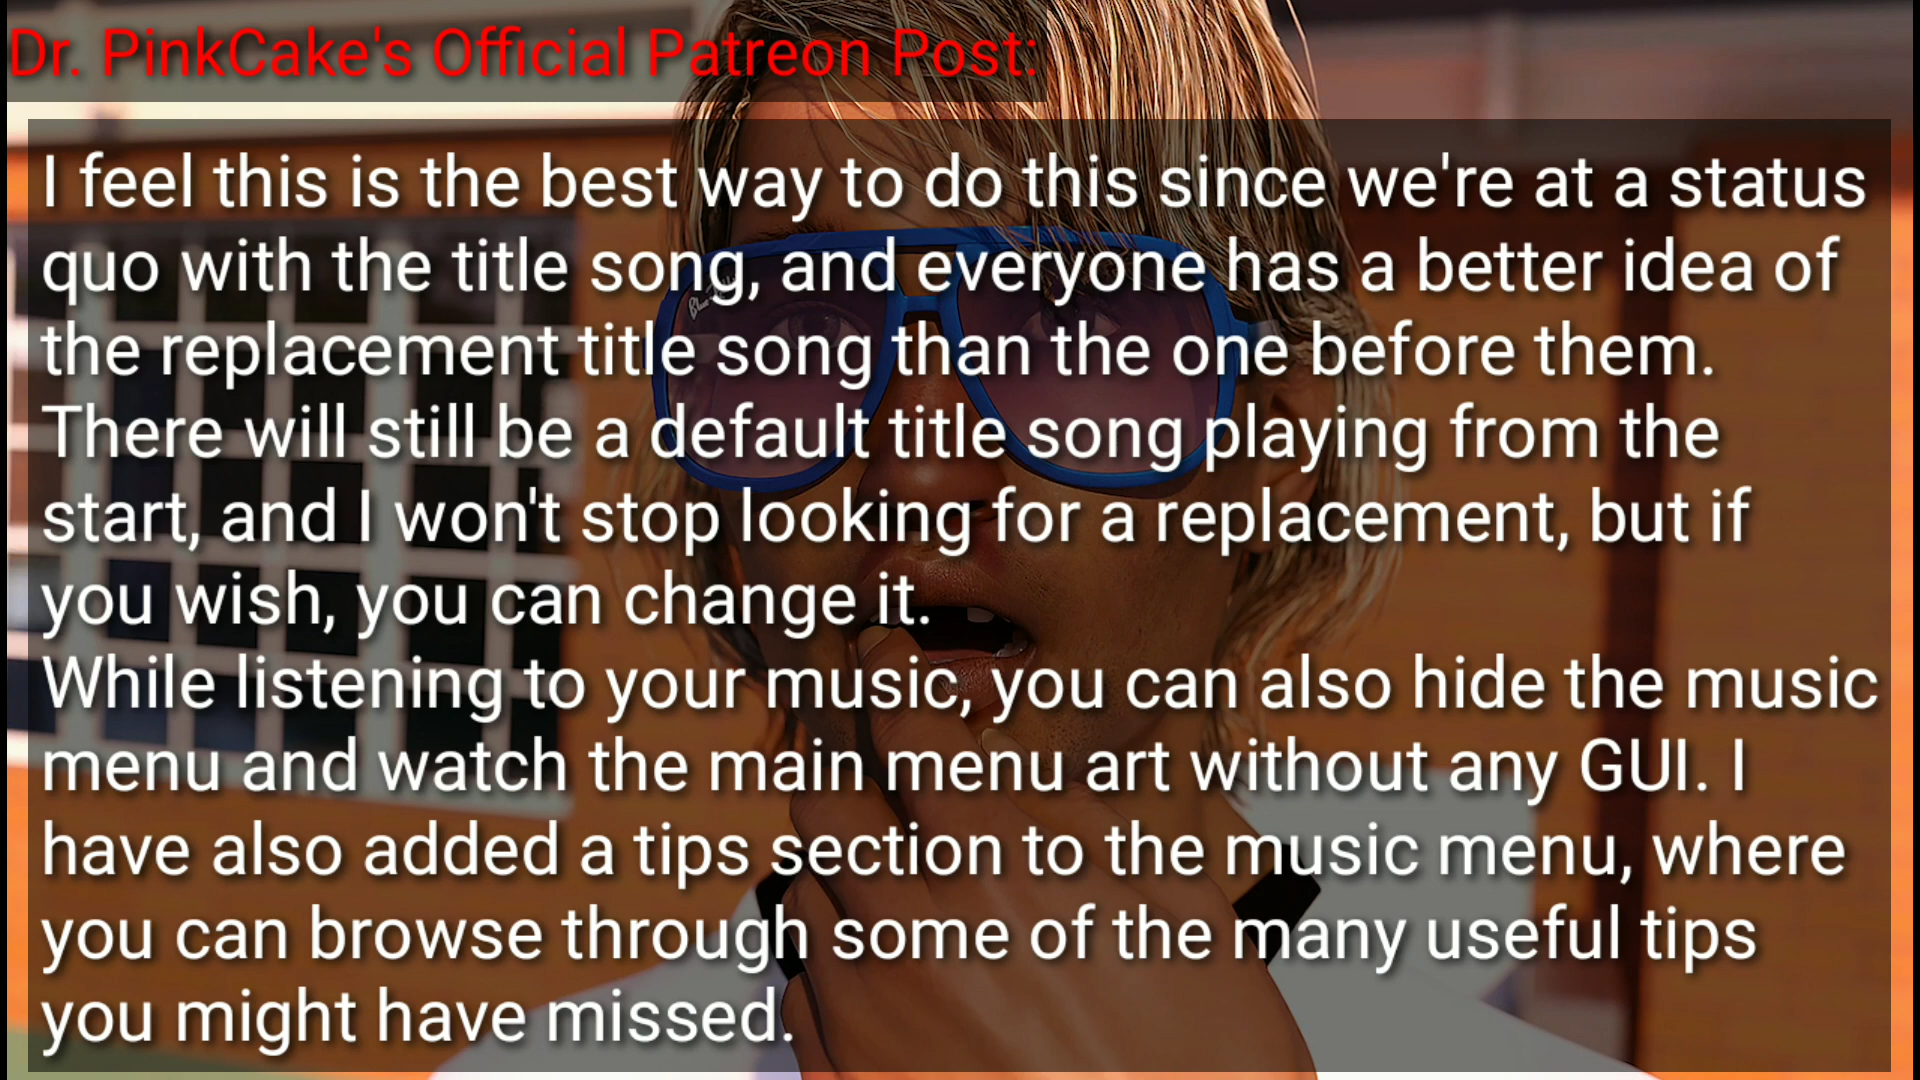 Dr. PinkCake's Official Patreon Post:
I feel this is the best way to do this since we're at a status
quo with the title song, and everyone has a better idea of
the replacement title song than the one before them.
There will still be a default title song playing from the
start, and I won't stop looking for a replacement, but if
you wish, you can change it.
While listening to your music, you can also hide the music
menu and watch the main menu art without any GUI. I
have also added a tips section to the music menu, where
you can browse through some of the many useful tips
you might have missed.